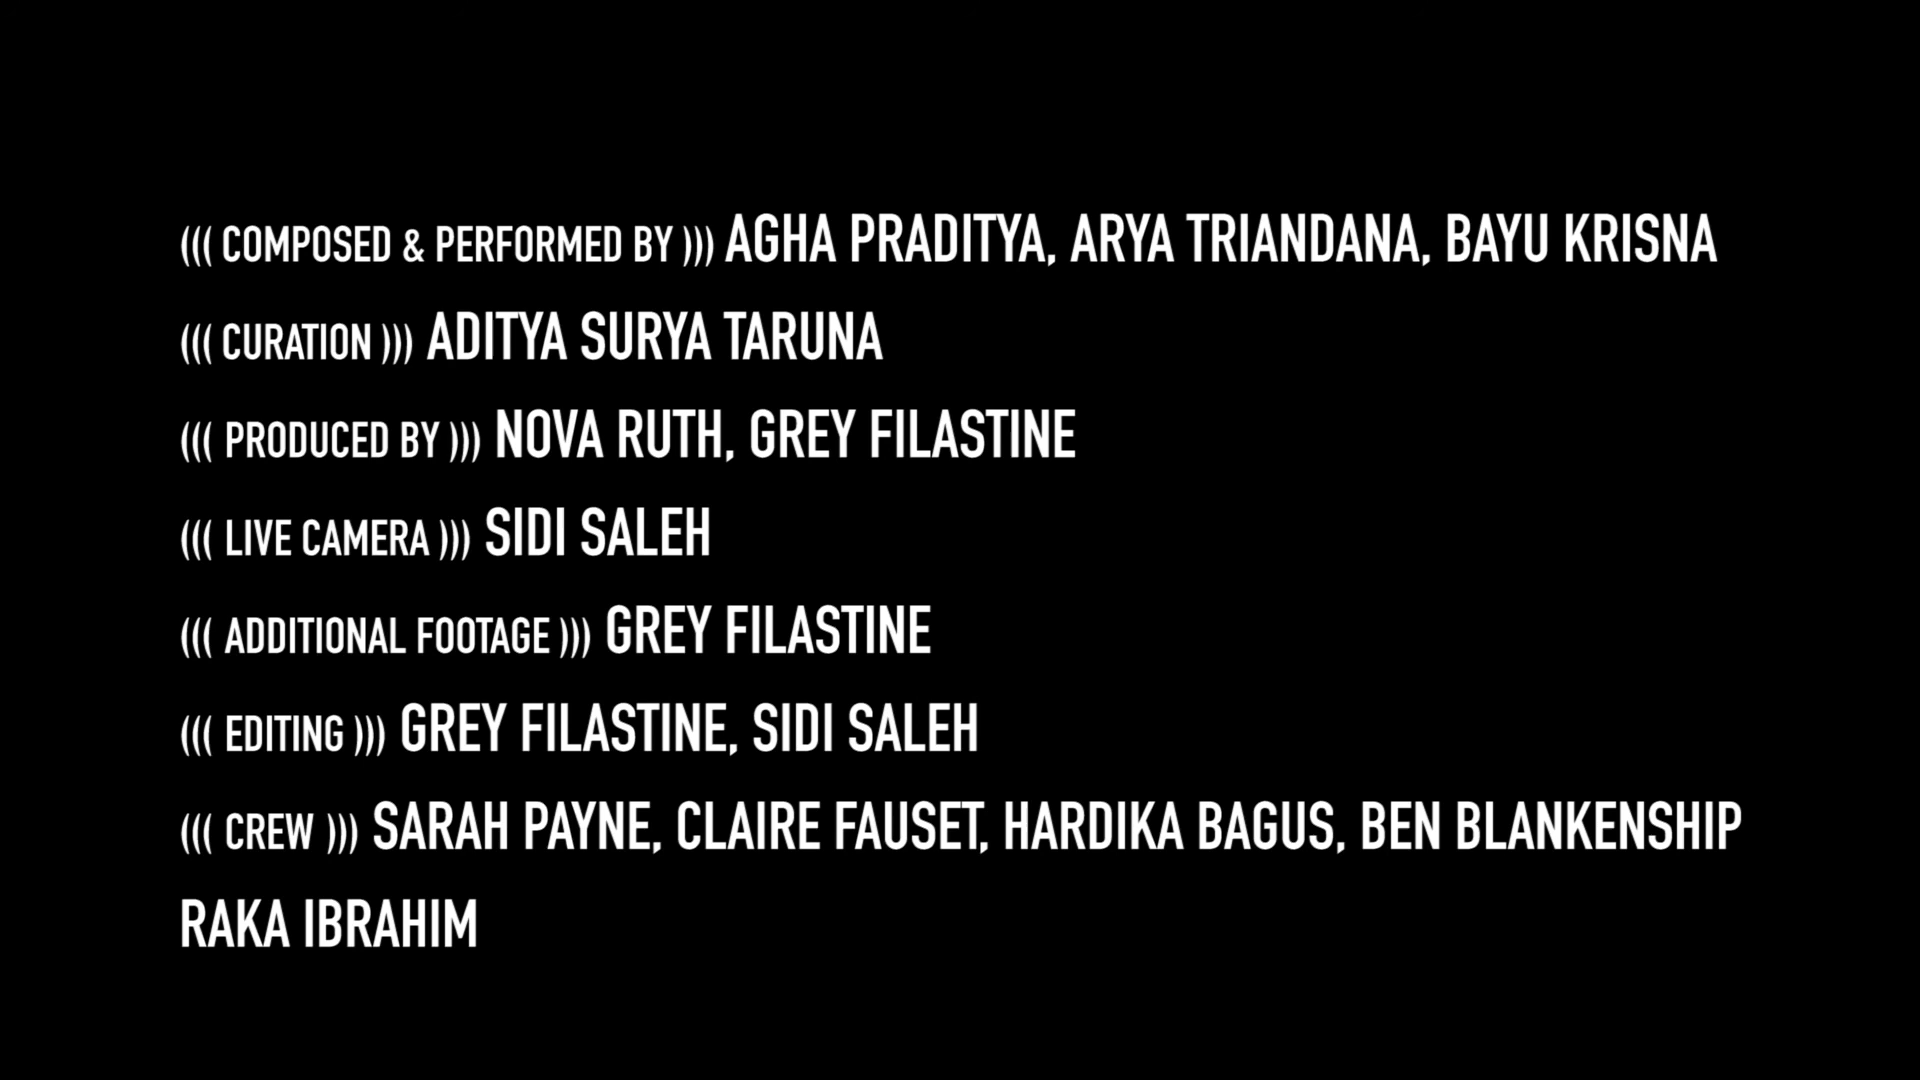 ((( COMPOSED & PERFORMED BY ))) AGHA PRADITYA, ARYA TRIANDANA, BAYU KRISNA
((( CURATION ))) ADITYA SURYA TARUNA
((( PRODUCED BY ))) NOVA RUTH, GREY FILASTINE
((( LIVE CAMERA ))) SIDI SALEH
((( ADDITIONAL FOOTAGE ))) GREY FILASTINE
((( EDITING ))) GREY FILASTINE, SIDI SALEH
((( CREW ))) SARAH PAYNE, CLAIRE FAUSET, HARDIKA BAGUS, BEN BLANKENSHIP
RAKA IBRAHIM